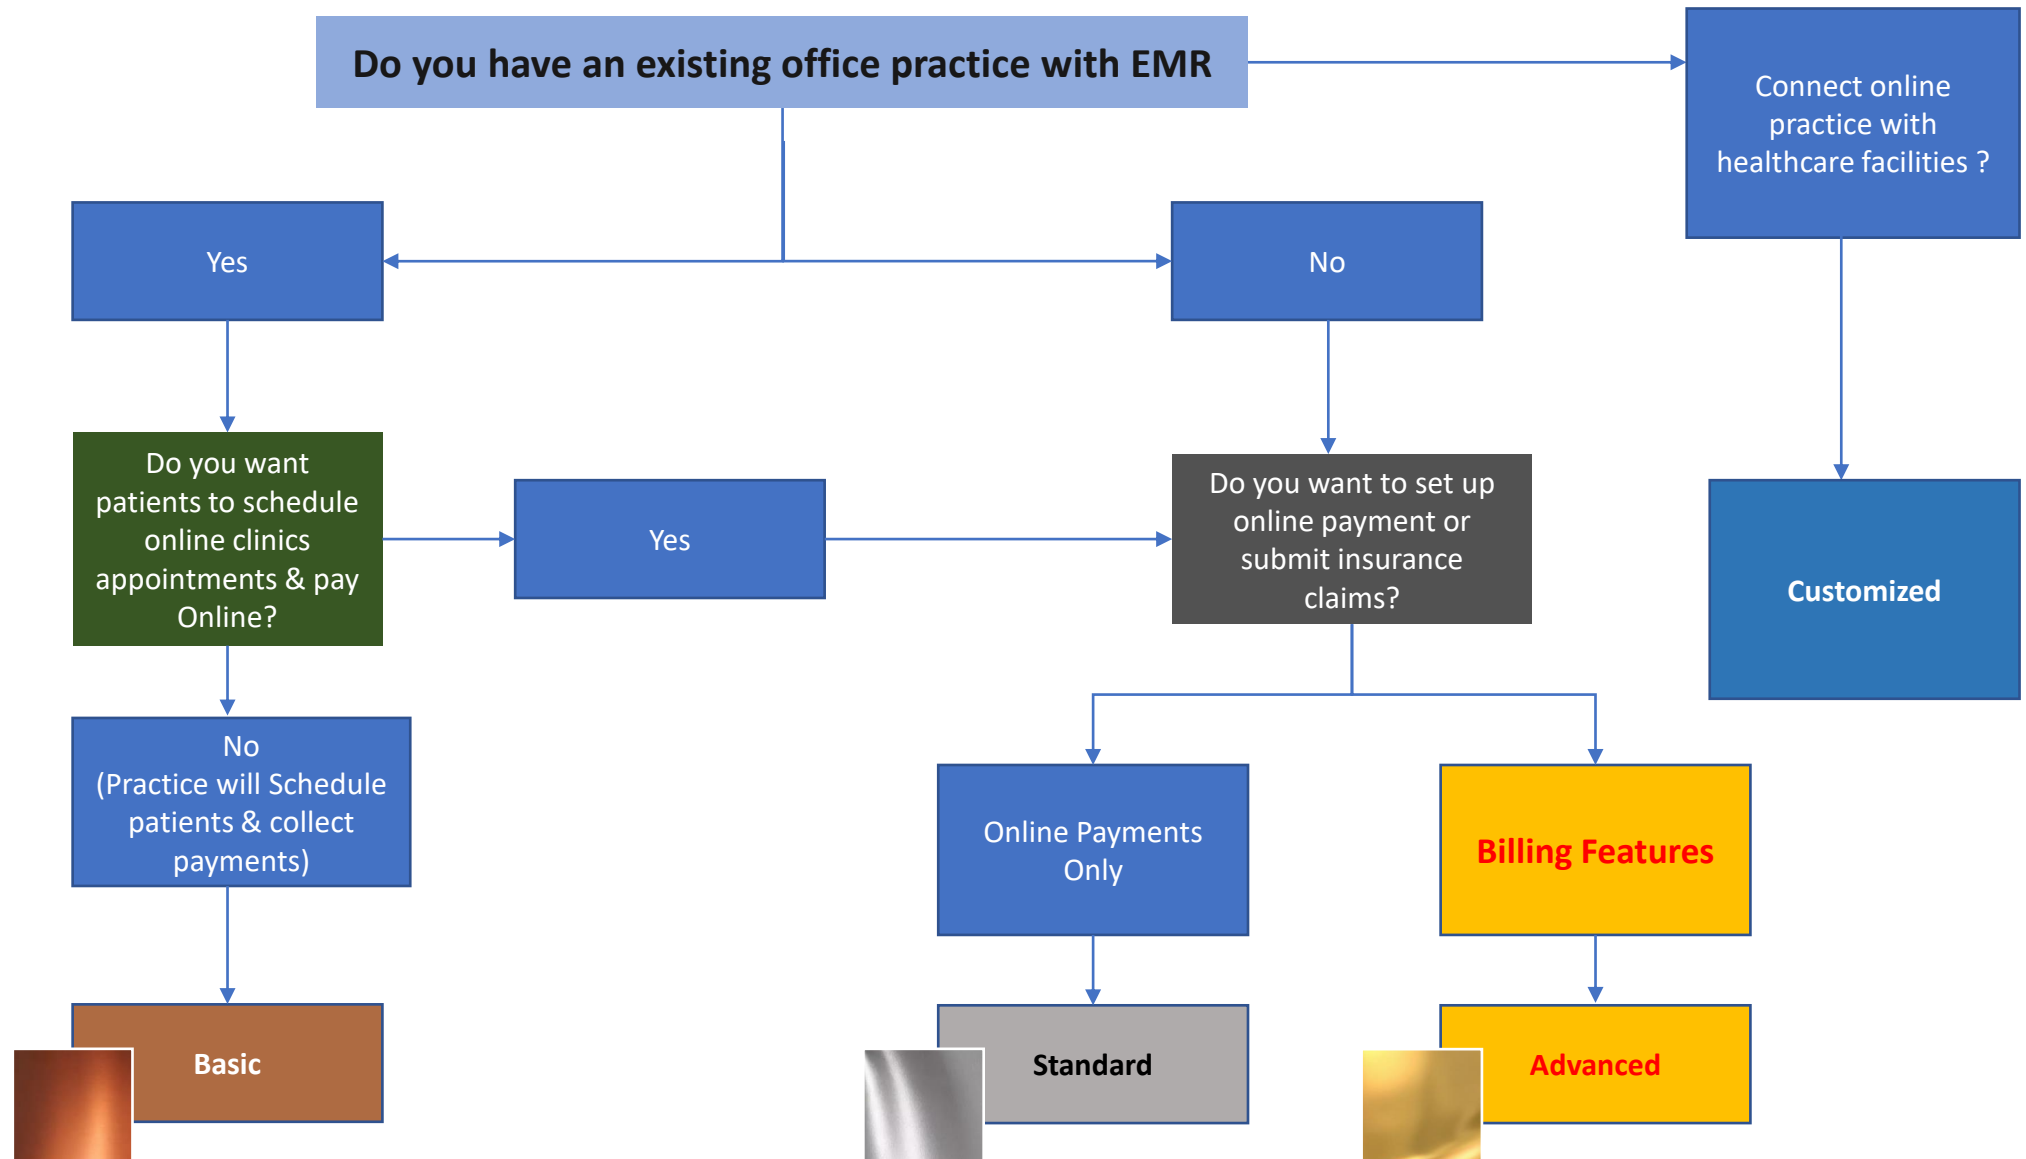 Do you have an existing office practice with EMR
Connect online
practice with
healthcare facilities ?
Yes
No
Do you want
patients to schedule
online clinics
appointments & pay
Online?
Yes
Do you want to set up
online payment or
submit insurance
claims?
Customized
No
(Practice will Schedule
patients & collect
payments)
Online Payments
Only
Billing Features
Basic
Standard
Advanced